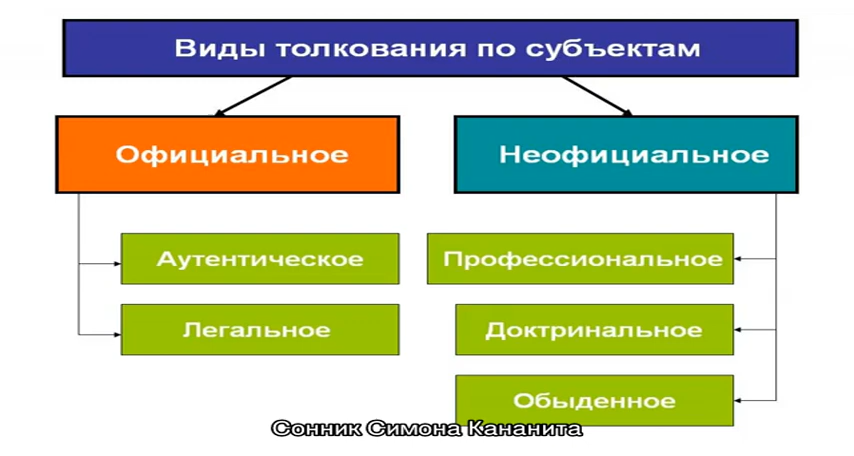 Виды толкования по субъектам
Официальное
Неофициальное
Аутентическое
Профессиональное
Легальное
Доктринальное
Обыденное
Сонник Симона Кананита